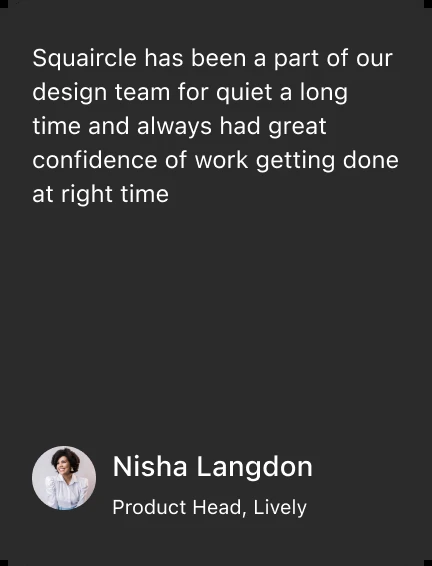 Squaircle has been a part of our
design team for quiet a long
time and always had great
confidence of work getting done
at right time
Nisha Langdon
Product Head, Lively